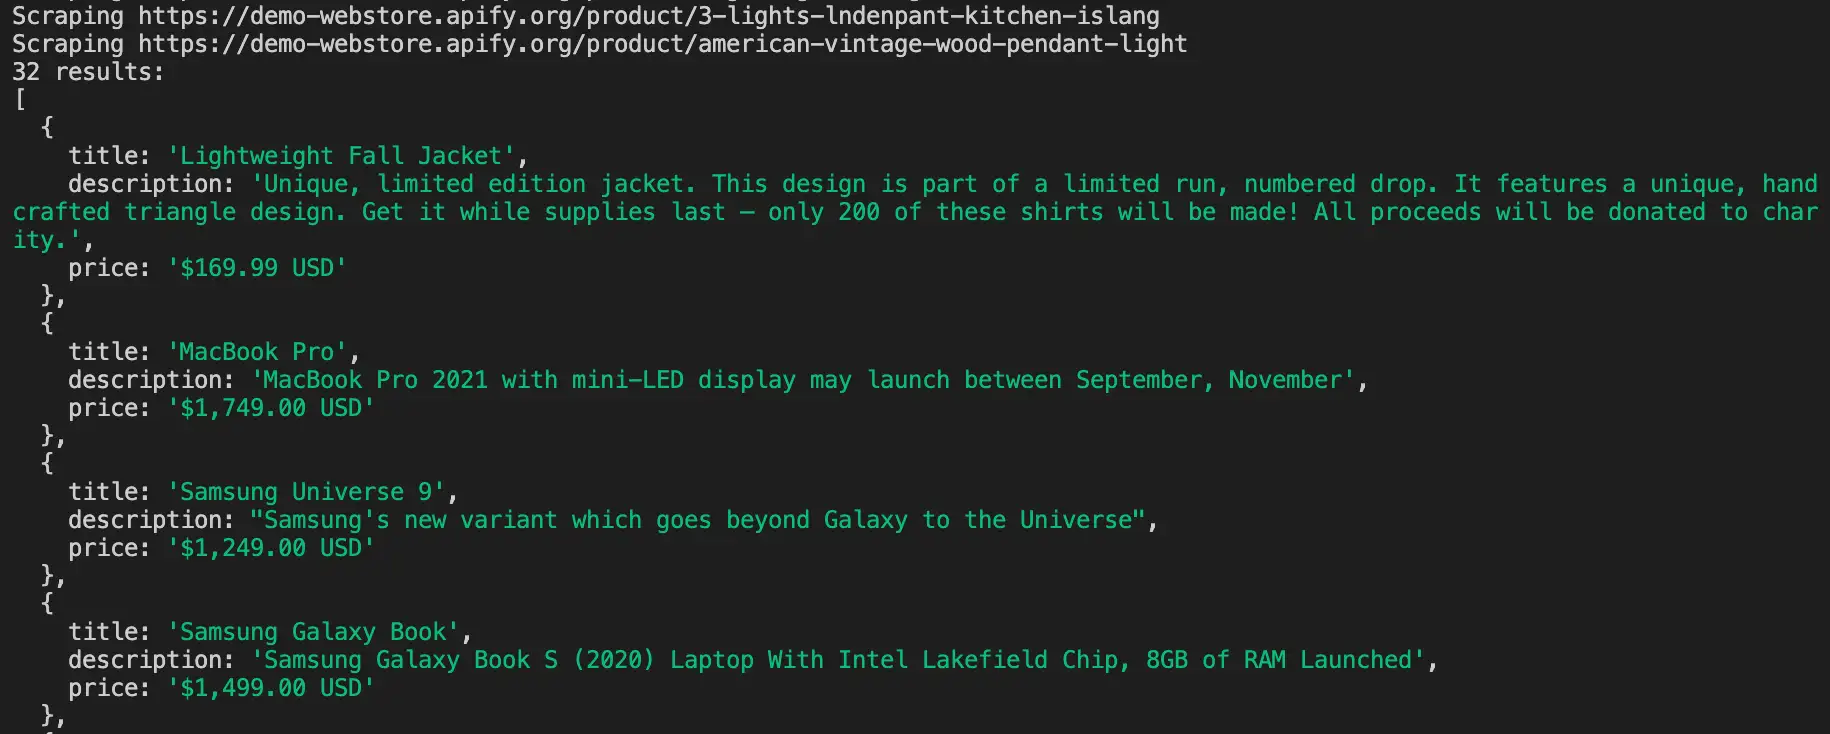 Scraping https://demo-webstore.apify.org/product/3-lights-lndenpant-kitchen-islang
Scraping https://demo-webstore.apify.org/product/american-vintage-wood-pendant-light
32 results:
[
  {
    title: 'Lightweight Fall Jacket',
    description: 'Unique, limited edition jacket. This design is part of a limited run, numbered drop. It features a unique, hand
crafted triangle design. Get it while supplies last – only 200 of these shirts will be made! All proceeds will be donated to char
ity.',
    price: '$169.99 USD'
  },
  {
    title: 'MacBook Pro',
    description: 'MacBook Pro 2021 with mini-LED display may launch between September, November',
    price: '$1,749.00 USD'
  },
  {
    title: 'Samsung Universe 9',
    description: "Samsung's new variant which goes beyond Galaxy to the Universe",
    price: '$1,249.00 USD'
  },
  {
    title: 'Samsung Galaxy Book',
    description: 'Samsung Galaxy Book S (2020) Laptop With Intel Lakefield Chip, 8GB of RAM Launched',
    price: '$1,499.00 USD'
  },